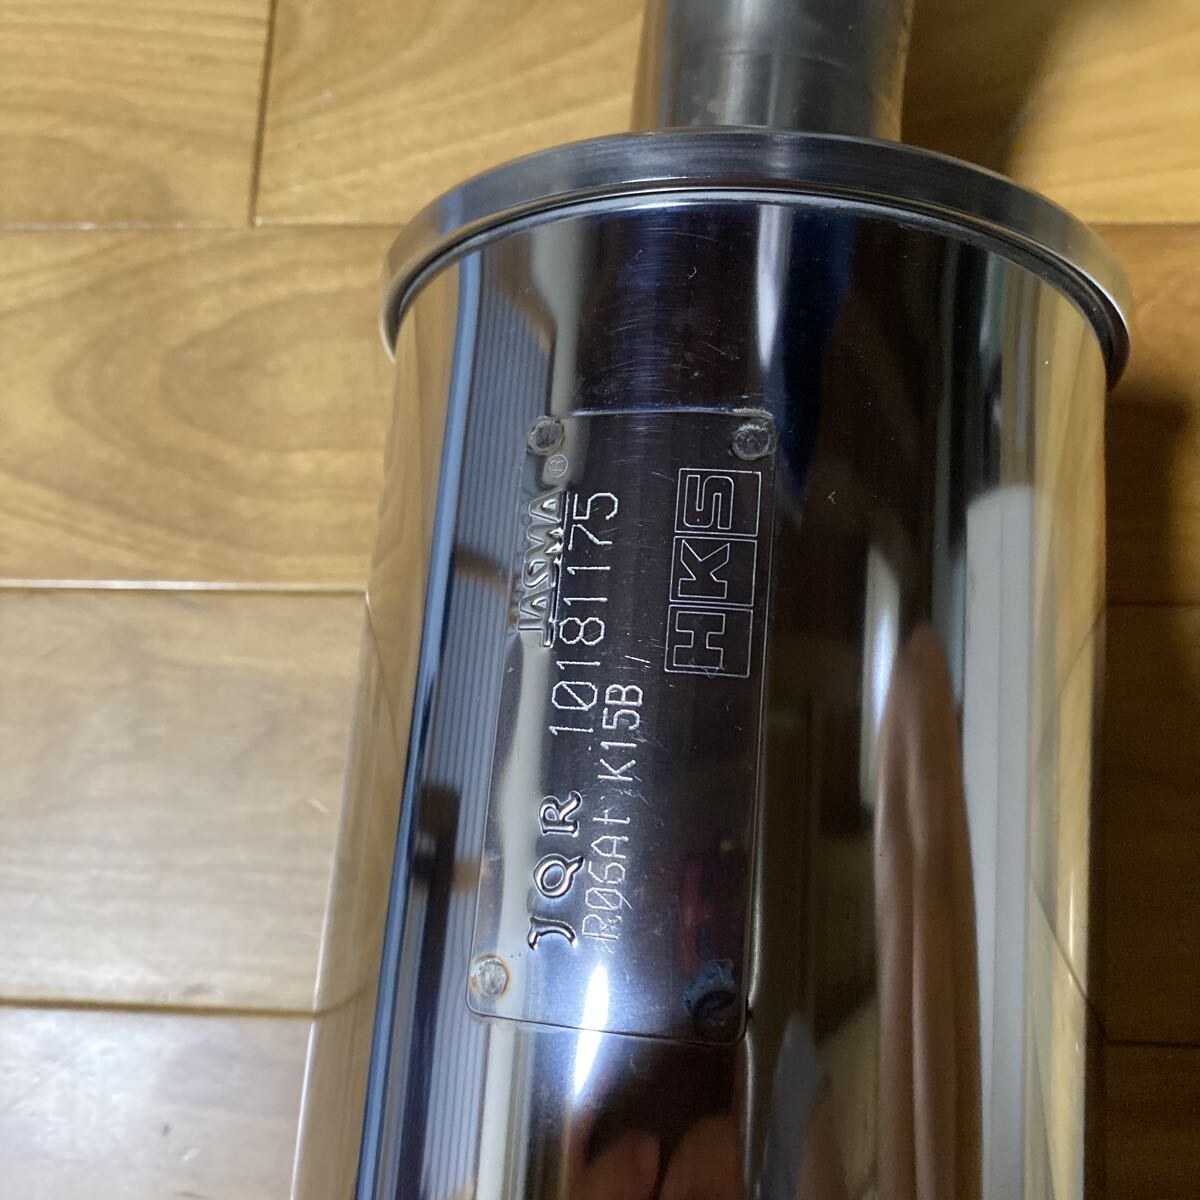 JASMA®
JQR 10181175
R06At K15B /
HKS